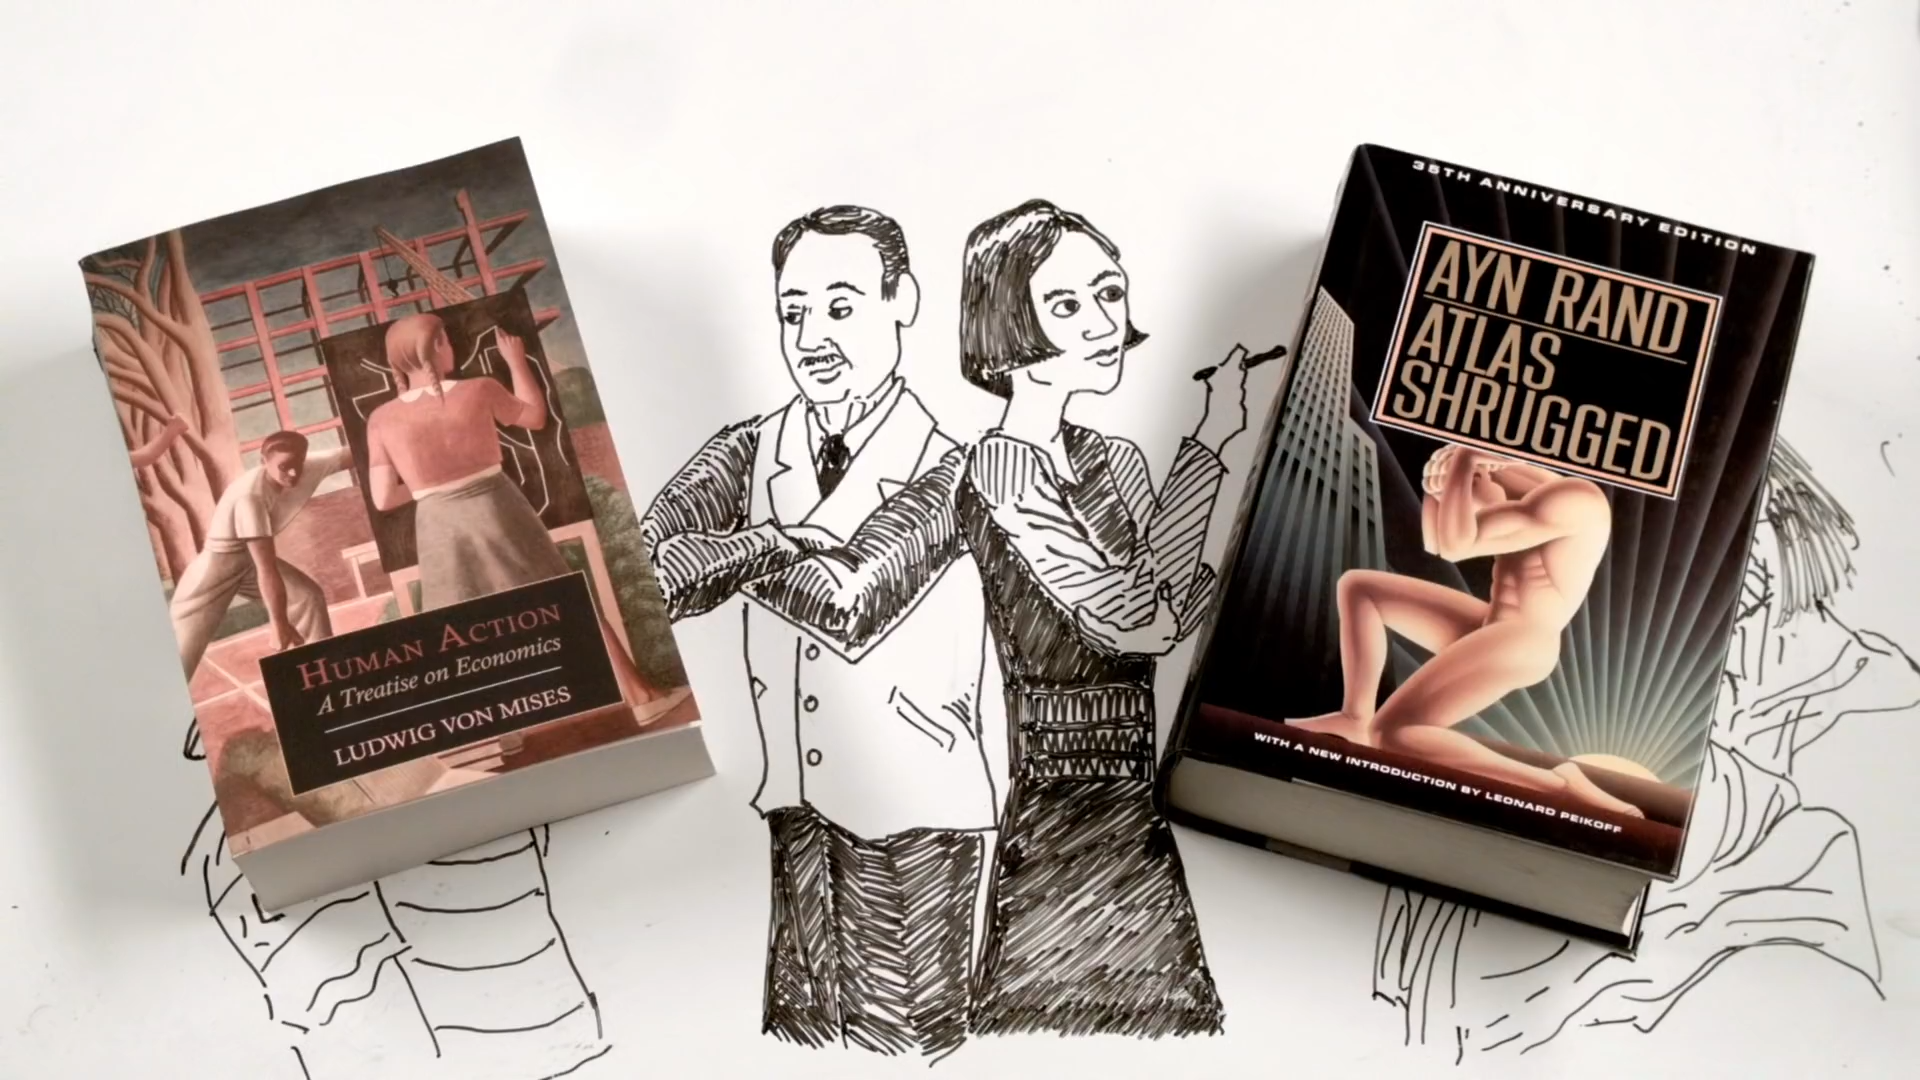 HUMAN ACTION
A Treatise on Economics
LUDWIG VON MISES
35TH ANNIVERSARY EDITION
AYN RAND
ATLAS
SHRUGGED
WITH A NEW INTRODUCTION BY LEONARD PEIKOFF